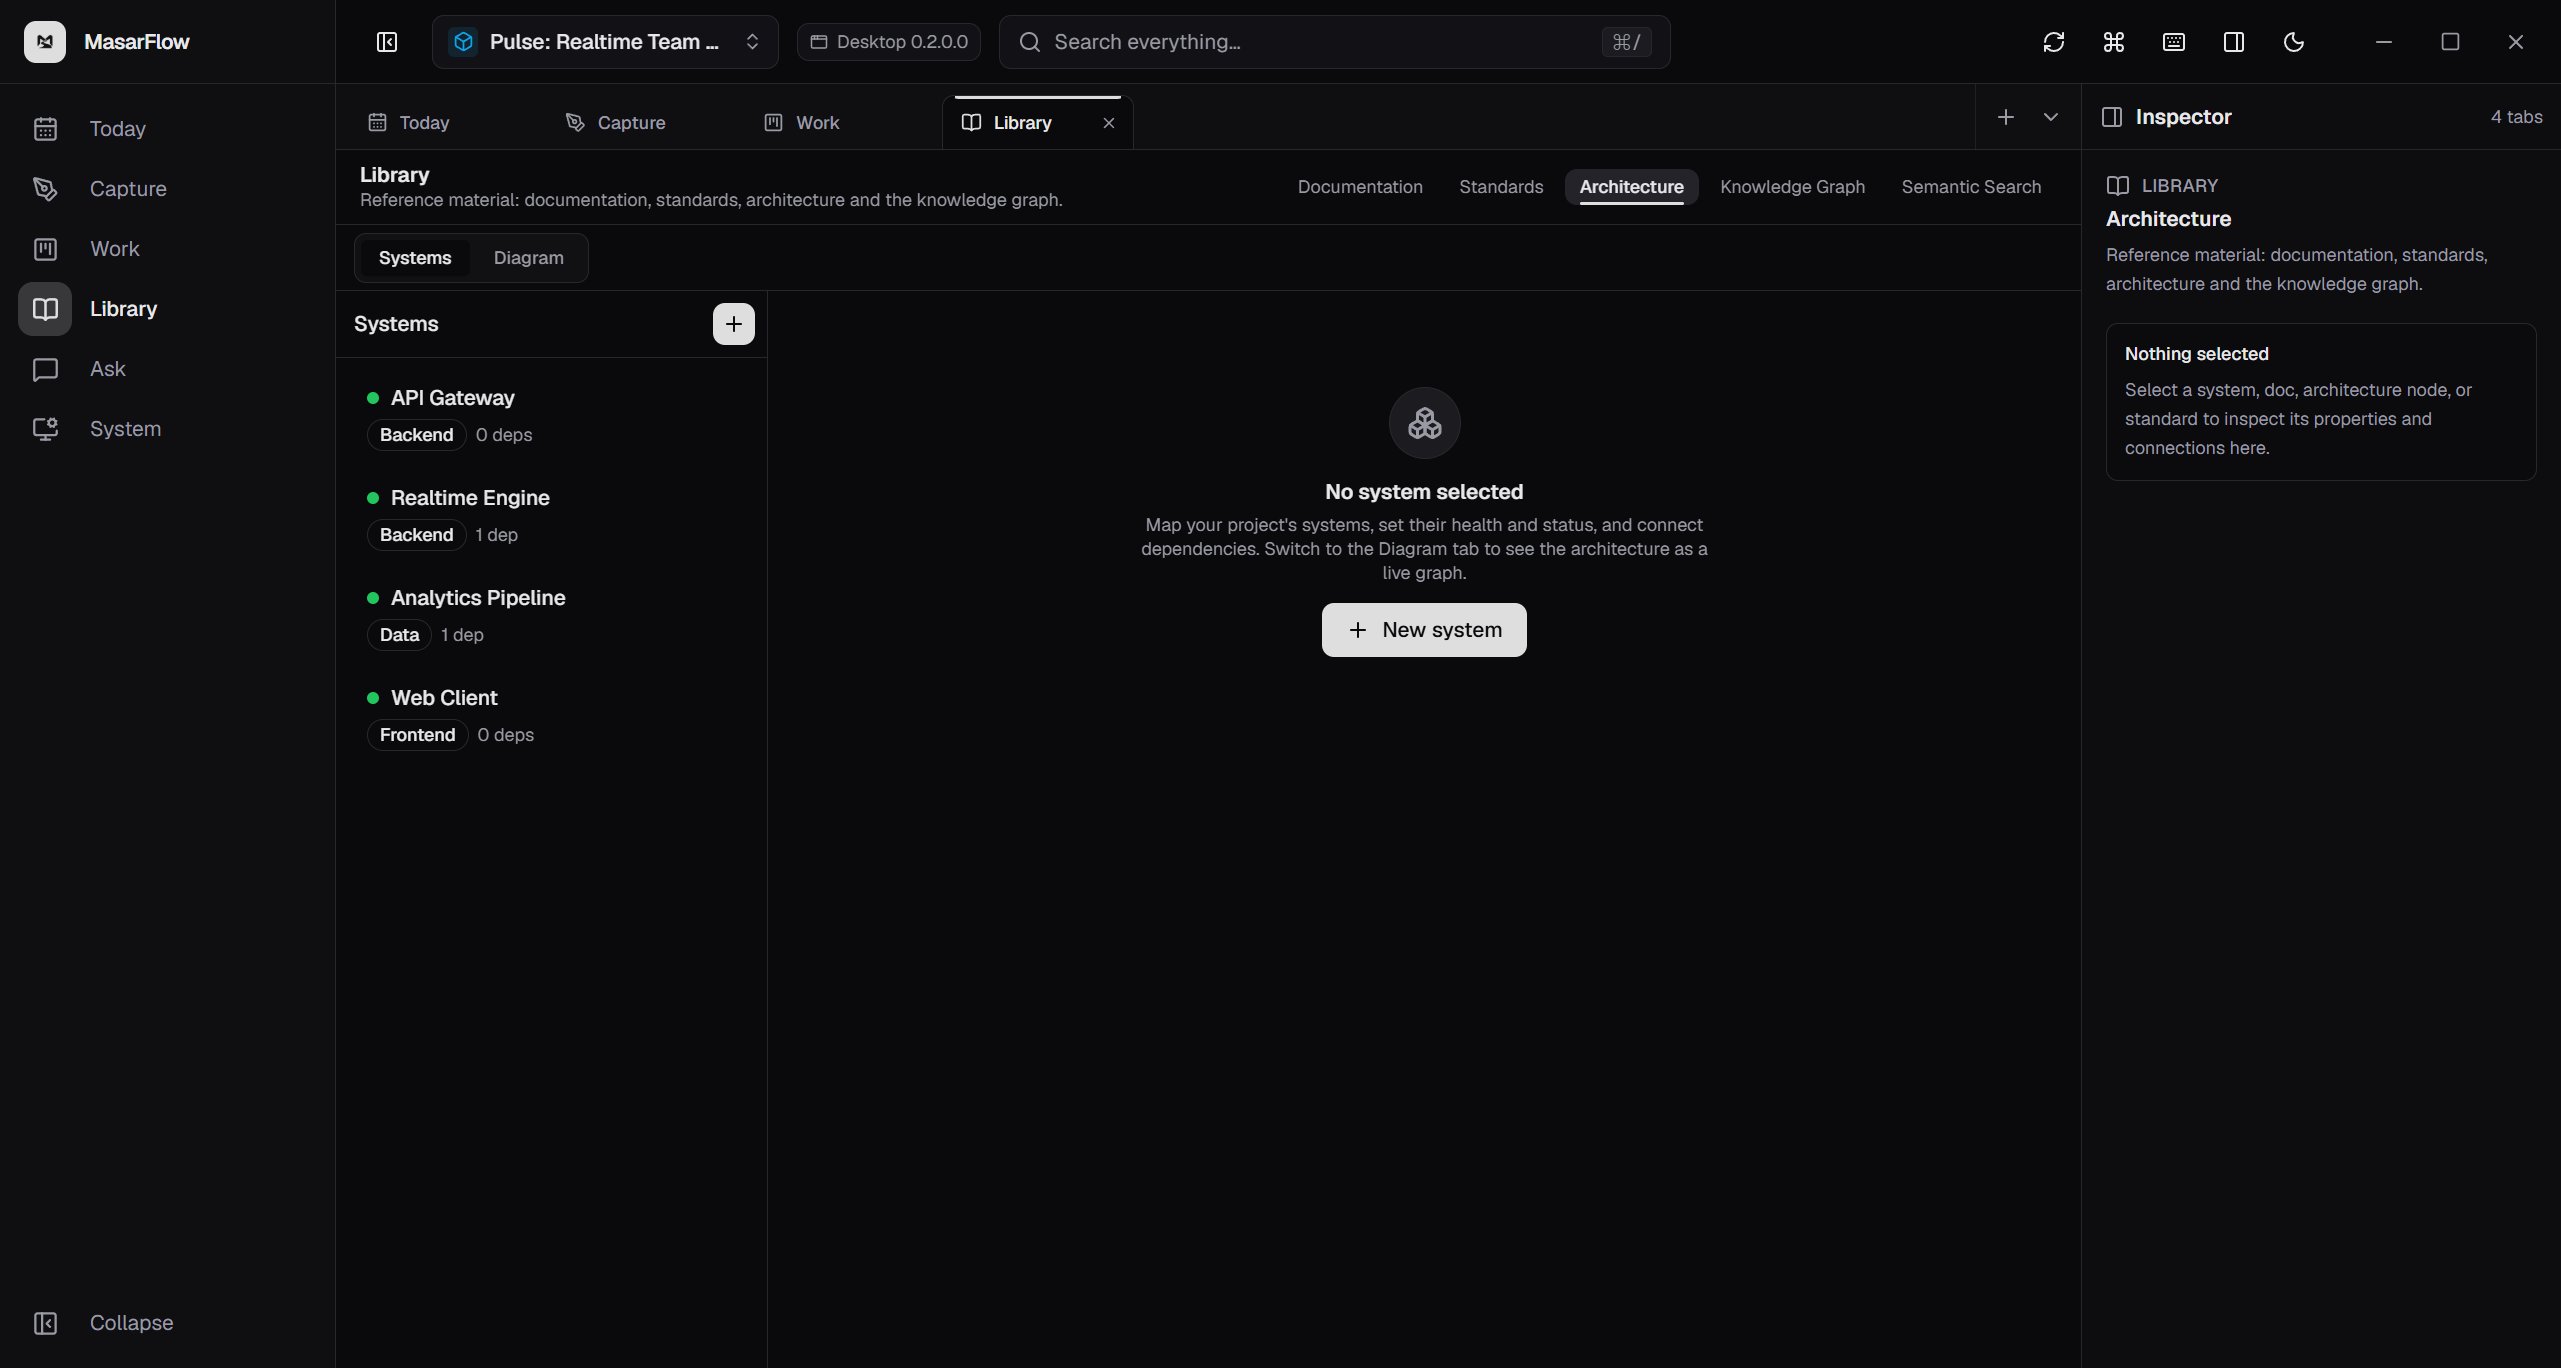 MasarFlow
Pulse: Realtime Team ...
Desktop 0.2.0.0
Search everything...
⌘/
Today
Capture
Work
Library
Ask
System
Collapse
Today
Capture
Work
Library
Library
Reference material: documentation, standards, architecture and the knowledge graph.
Documentation
Standards
Architecture
Knowledge Graph
Semantic Search
Systems
Diagram
Systems
API Gateway
Backend 0 deps
Realtime Engine
Backend 1 dep
Analytics Pipeline
Data 1 dep
Web Client
Frontend 0 deps
No system selected
Map your project's systems, set their health and status, and connect
dependencies. Switch to the Diagram tab to see the architecture as a
live graph.
New system
Inspector
4 tabs
LIBRARY
Architecture
Reference material: documentation, standards,
architecture and the knowledge graph.
Nothing selected
Select a system, doc, architecture node, or
standard to inspect its properties and
connections here.